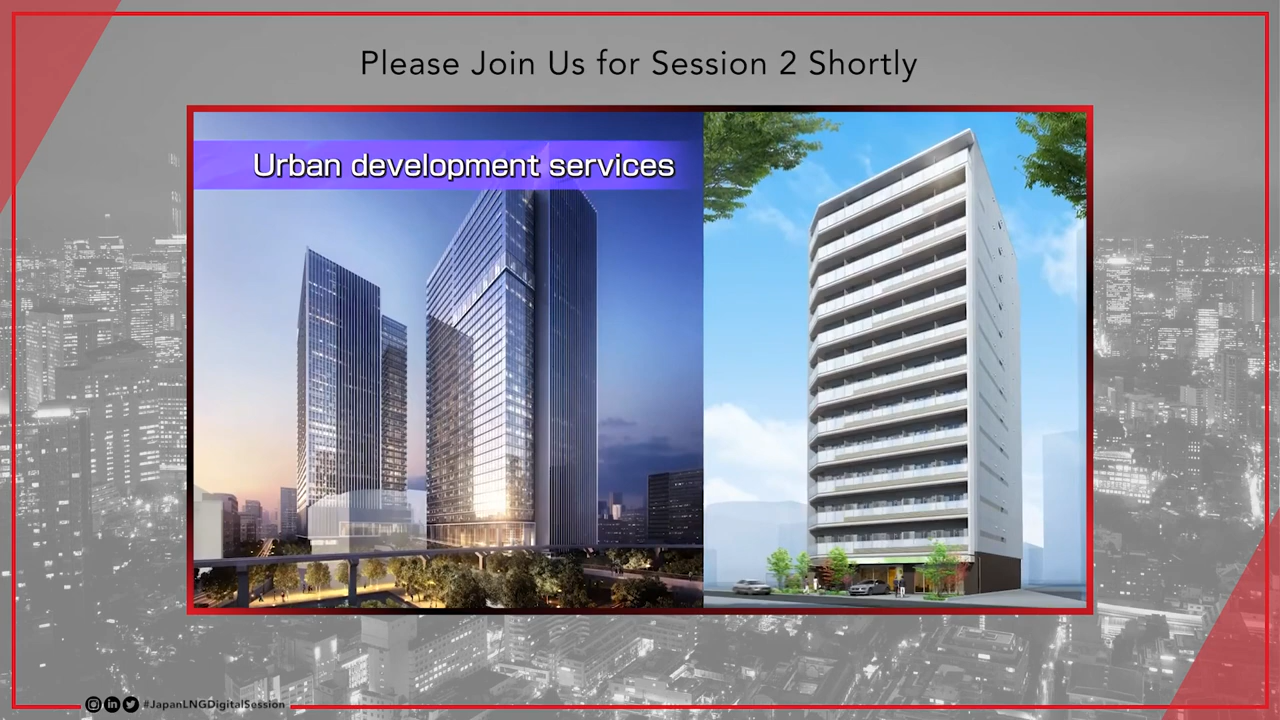 Please Join Us for Session 2 Shortly
Urban development services
#JapanLNGDigitalSession